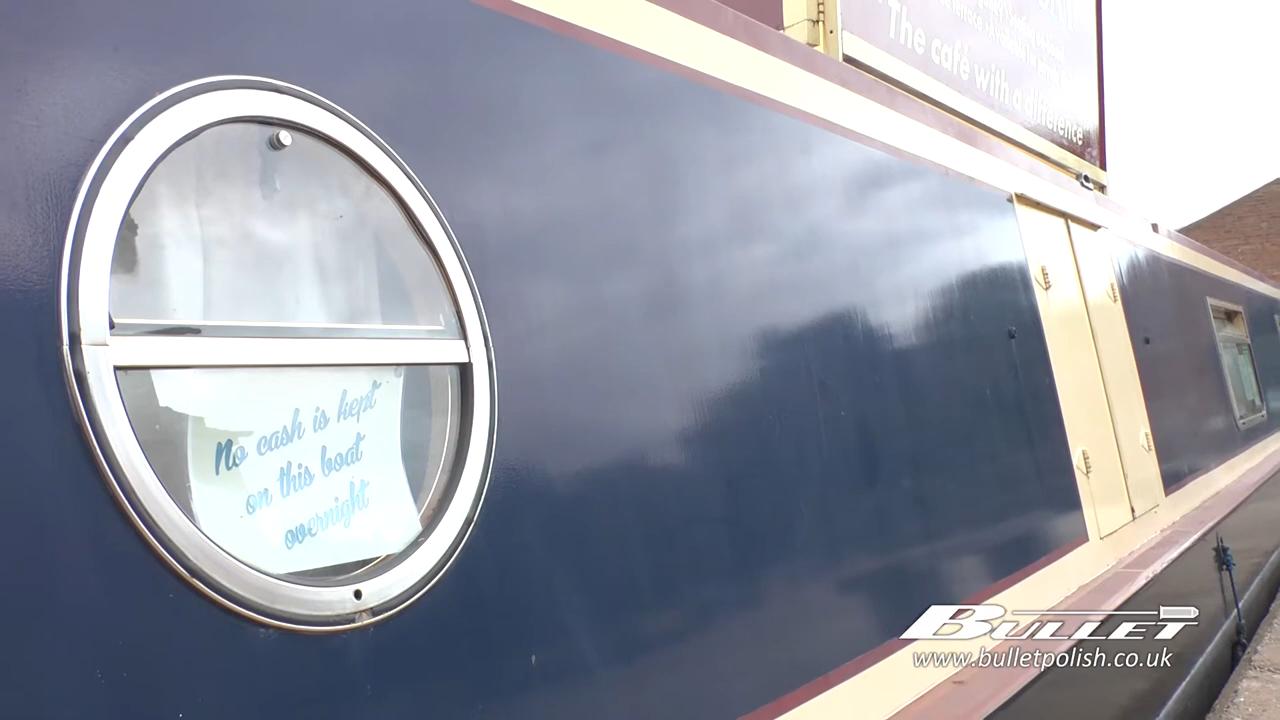 The café with a difference
No cash is kept
on this boat
overnight
BULLET
www.bulletpolish.co.uk